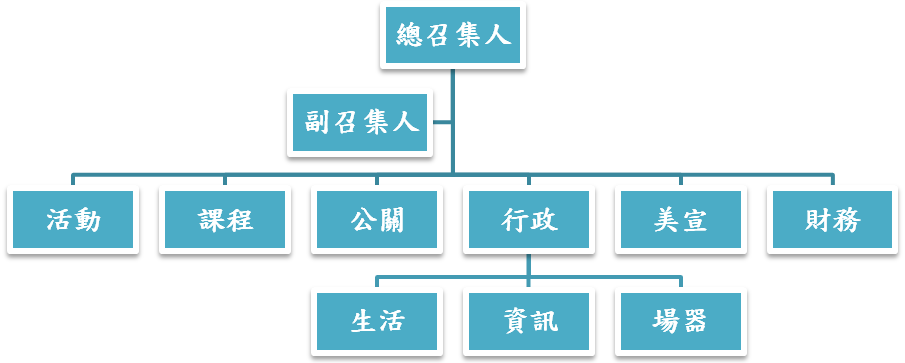 總召集人
副召集人
活動
課程
公關
行政
美宣
財務
生活
資訊
場器